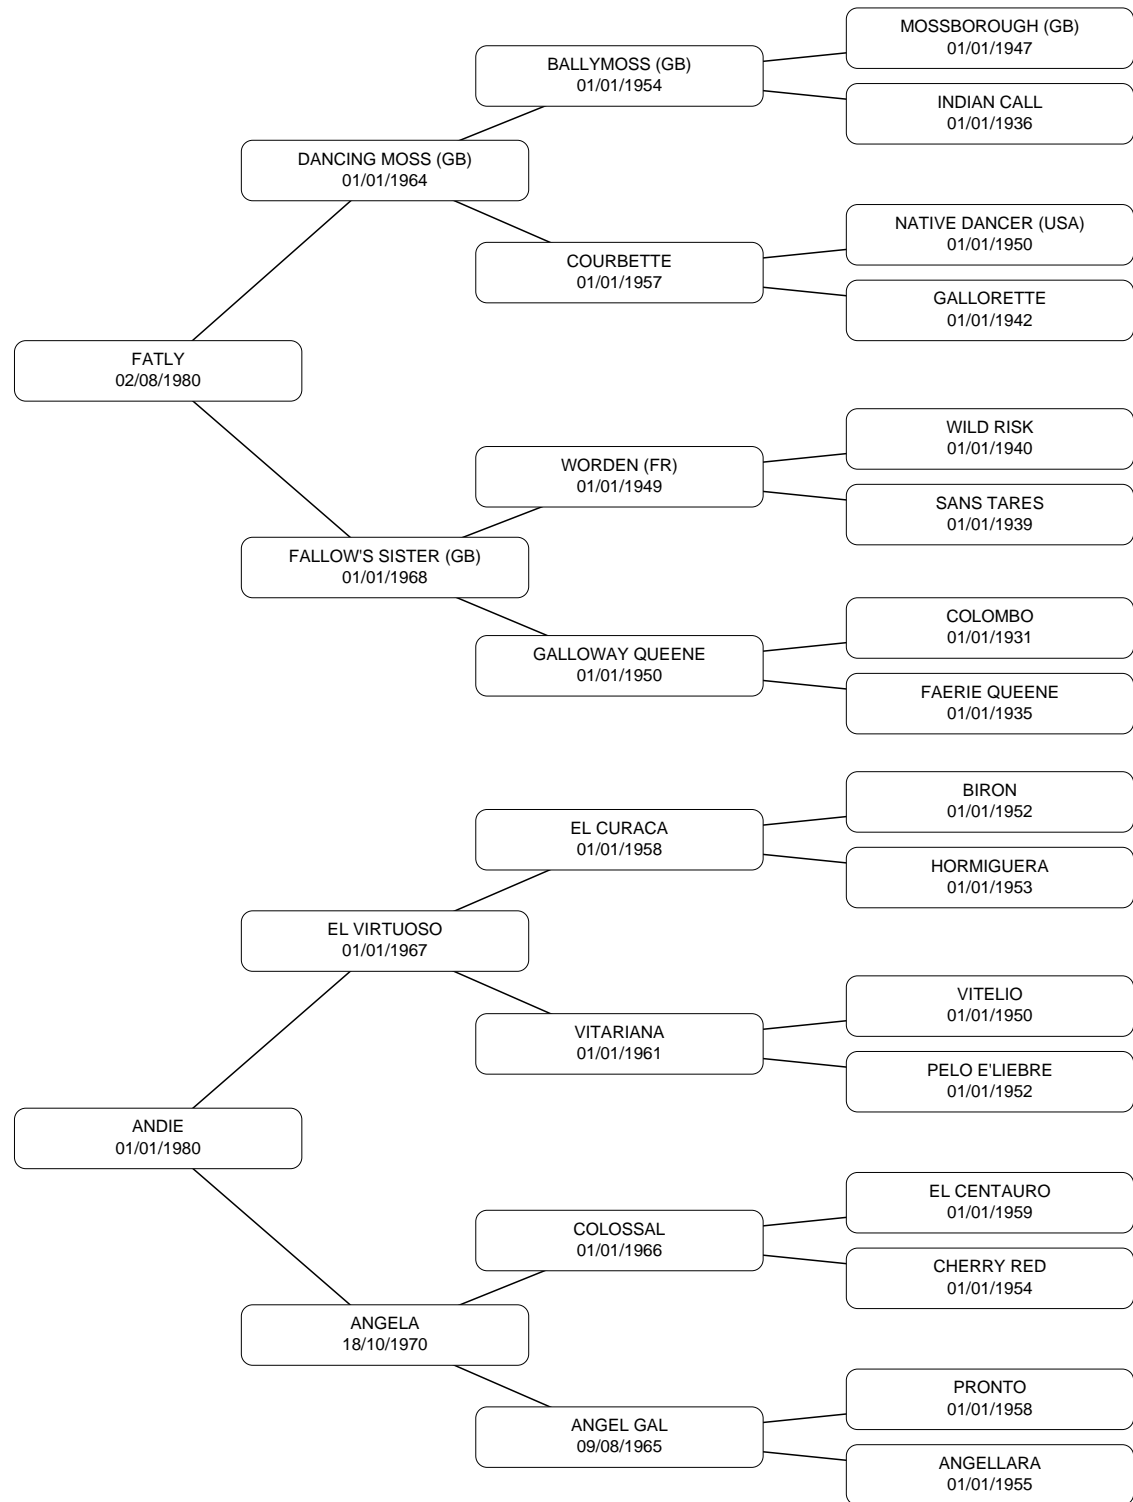 MOSSBOROUGH (GB)
01/01/1947
BALLYMOSS (GB)
01/01/1954
INDIAN CALL
01/01/1936
DANCING MOSS (GB)
01/01/1964
NATIVE DANCER (USA)
01/01/1950
COURBETTE
01/01/1957
GALLORETTE
01/01/1942
FATLY
02/08/1980
WILD RISK
01/01/1940
WORDEN (FR)
01/01/1949
SANS TARES
01/01/1939
FALLOW'S SISTER (GB)
01/01/1968
COLOMBO
01/01/1931
GALLOWAY QUEENE
01/01/1950
FAERIE QUEENE
01/01/1935
BIRON
01/01/1952
EL CURACA
01/01/1958
HORMIGUERA
01/01/1953
EL VIRTUOSO
01/01/1967
VITELIO
01/01/1950
VITARIANA
01/01/1961
PELO E'LIEBRE
01/01/1952
ANDIE
01/01/1980
EL CENTAURO
01/01/1959
COLOSSAL
01/01/1966
CHERRY RED
01/01/1954
ANGELA
18/10/1970
PRONTO
01/01/1958
ANGEL GAL
09/08/1965
ANGELLARA
01/01/1955